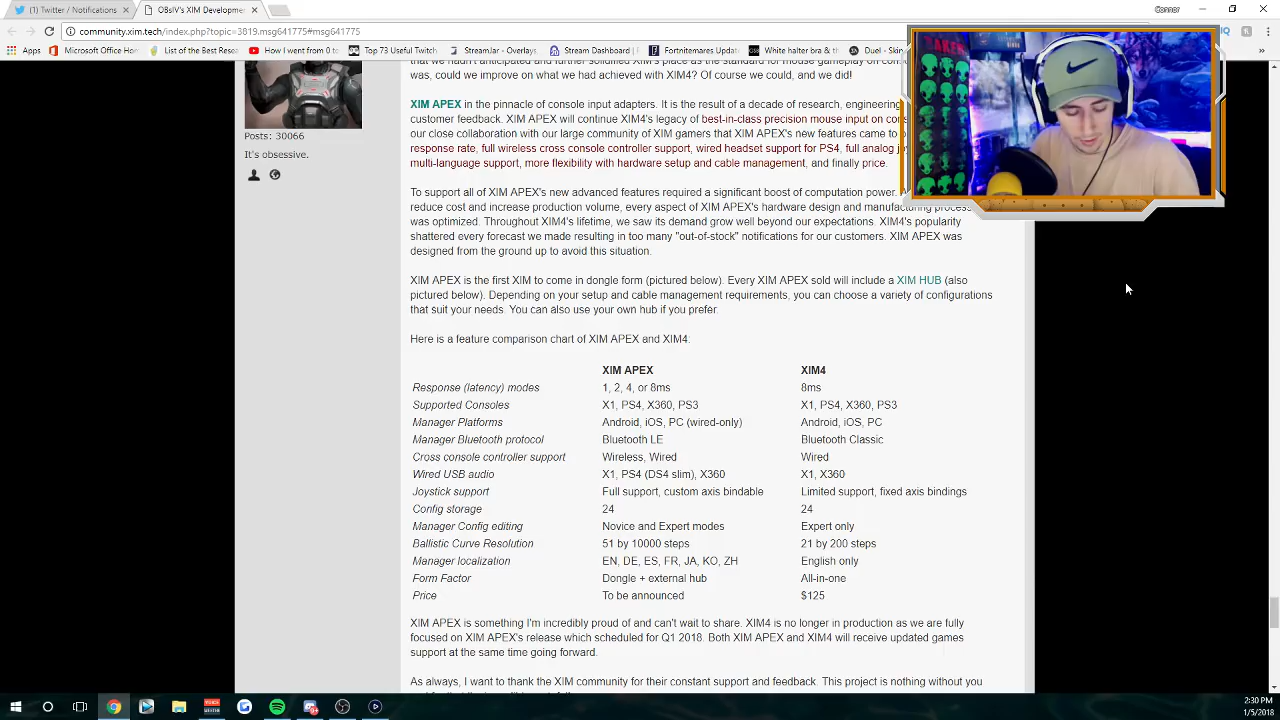 (1) Twitter / Notifications
OBsIV's XIM Developme
Connor
community.xim.tech/index.php?topic=3819.msg641775#msg641775
Apps
Microsoft Office Hom
List of the Best Resea
How I went from 0 to
Top 73 Useful Twitch
Streamlar - Overlays
Stream Dashboard
Fortnitemaster Update
White halter bra & th
Duel - Skin
that we hadn't anticipated and further solidified XIM's place as the standard for mouse gameplay on
was, could we improve on what we had achieved with XIM4? Of course we could, and we did!
XIM APEX in the pinnacle of console input adapters. It is the result of a decade of research, engineering
customer feedback. XIM APEX will continue XIM4's legacy of best-in-class precision mouse input on
our close collaboration with our large community of XIM gamers that XIM APEX's new features came to
response rate, full wireless cross console controller support, wired headset support for PS4, full analog
multi-language support, more flexibility with hardware setup and cable management, and finally price.
Posts: 30066
It's obsessive.
To support all of XIM APEX's new advanced features required a significant boost of computation power.
reduce cost and increase production volume, every aspect of XIM APEX's hardware design and manufacturing process
was optimized. Throughout XIM4's lifetime, we saw its demand grow well beyond our expectations. XIM4's popularity
shattered every forecast we made resulting in too many "out-of-stock" notifications for our customers. XIM APEX was
designed from the ground up to avoid this situation.
XIM APEX is the first XIM to come in dongle form (pictured below). Every XIM APEX sold will include a XIM HUB (also
pictured below). Depending on your setup and cable management requirements, you can choose a variety of configurations
that suit your needs. You can also use your own hub if you prefer.
Here is a feature comparison chart of XIM APEX and XIM4:
XIM APEX XIM4
Response (latency) modes 1, 2, 4, or 8ms 8ms
Supported Consoles X1, PS4, X360, PS3 X1, PS4, X360, PS3
Manager Platforms Android, iOS, PC (wired-only) Android, iOS, PC
Manager Bluetooth protocol Bluetooth LE Bluetooth Classic
Cross console controller support Wireless, Wired Wired
Wired USB audio X1, PS4 (DS4 slim), X360 X1, X360
Joystick support Full support, custom axis bindable Limited support, fixed axis bindings
Config storage 24 24
Manager Config editing Novice and Expert modes Expert only
Ballistic Curve Resolution 51 by 10000 steps 21 by 200 steps
Manager localization EN, DE, ES, FR, JA, KO, ZH English only
Form Factor Dongle + external hub All-in-one
Price To be announced $125
XIM APEX is something I'm incredibly proud of and can't wait to share. XIM4 is no longer in production as we are fully
focused on XIM APEX's release which scheduled for Q1 2018. Both XIM APEX and XIM4 will receive updated games
support at the same time going forward.
As always, I want to thank the XIM community for their constant support and feedback. This project is nothing without you
2:30 PM
1/5/2018